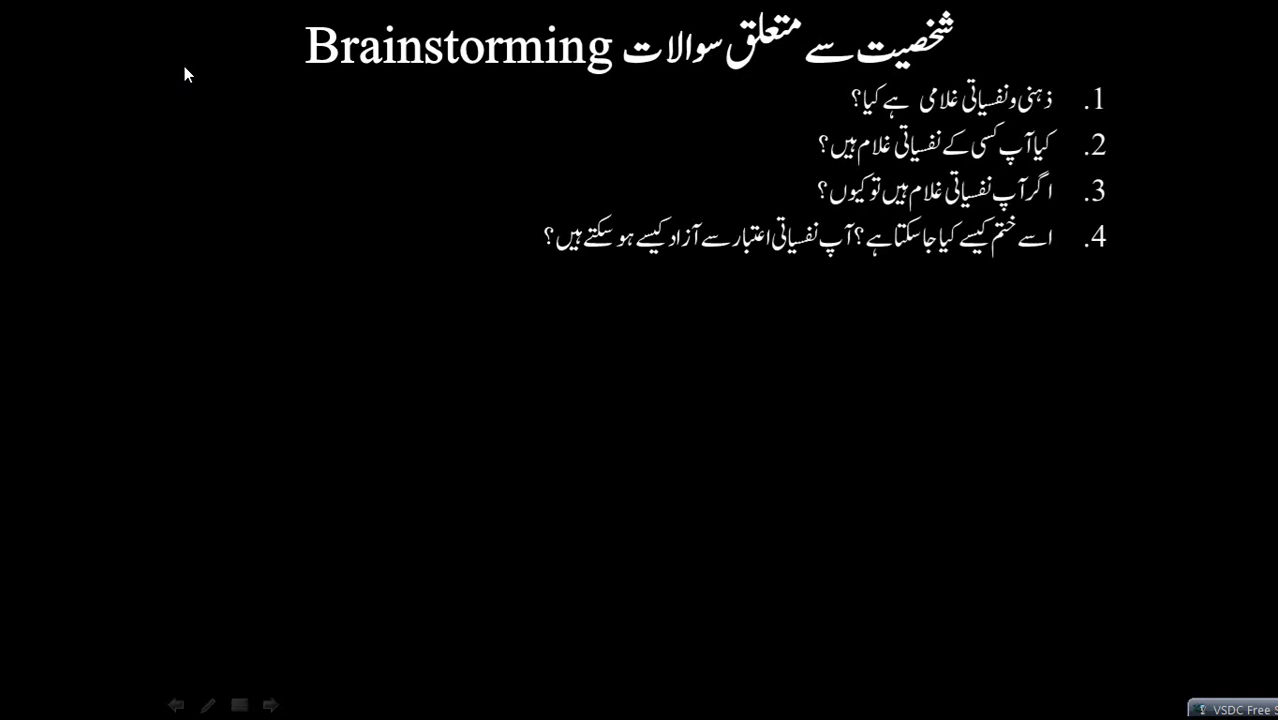 شخصیت سے متعلق سوالات Brainstorming
1. ذہنی و نفسیاتی غلامی ہے کیا؟
2. کیا آپ کسی کے نفسیاتی غلام ہیں؟
3. اگر آپ نفسیاتی غلام ہیں تو کیوں؟
4. اسے ختم کیسے کیا جا سکتا ہے؟ آپ نفسیاتی اعتبار سے آزاد کیسے ہو سکتے ہیں؟
VSDC Free